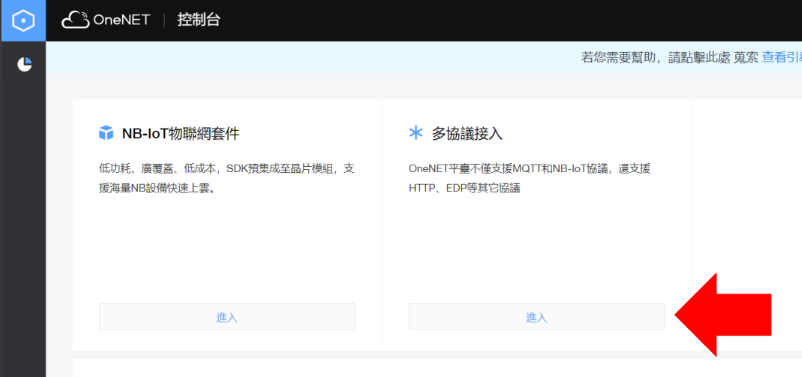 OneNET 控制台
若您需要幫助，請點擊此處 蒐索 查看引
NB-IoT物聯網套件
低功耗、廣覆蓋、低成本，SDK預集成至晶片模組，支
援海量NB設備快速上雲。
進入
多協議接入
OneNET平臺不僅支援MQTT和NB-IoT協議，還支援
HTTP、EDP等其它協議
進入